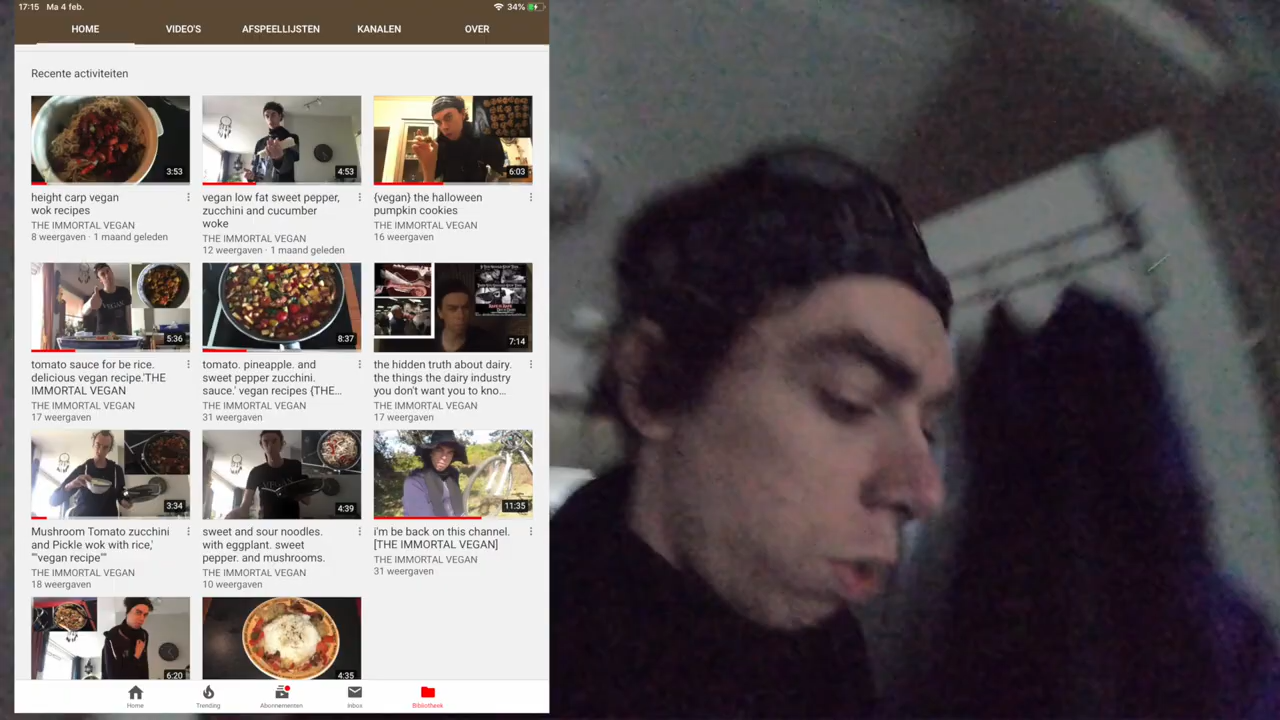 17:15 Ma 4 feb. 34%
HOME VIDEO'S AFSPEELLIJSTEN KANALEN OVER
Recente activiteiten
3:53
height carp vegan
wok recipes
THE IMMORTAL VEGAN
8 weergaven · 1 maand geleden
4:53
vegan low fat sweet pepper,
zucchini and cucumber
woke
THE IMMORTAL VEGAN
12 weergaven · 1 maand geleden
6:03
{vegan} the halloween
pumpkin cookies
THE IMMORTAL VEGAN
16 weergaven
VEGAN
5:36
tomato sauce for be rice.
delicious vegan recipe.'THE
IMMORTAL VEGAN
THE IMMORTAL VEGAN
17 weergaven
8:37
tomato. pineapple. and
sweet pepper zucchini.
sauce.' vegan recipes {THE...
THE IMMORTAL VEGAN
31 weergaven
7:14
the hidden truth about dairy.
the things the dairy industry
you don't want you to kno...
THE IMMORTAL VEGAN
17 weergaven
3:34
Mushroom Tomato zucchini
and Pickle wok with rice,'
""vegan recipe""
THE IMMORTAL VEGAN
18 weergaven
VEGAN
4:39
sweet and sour noodles.
with eggplant. sweet
pepper. and mushrooms.
THE IMMORTAL VEGAN
10 weergaven
11:35
i'm be back on this channel.
[THE IMMORTAL VEGAN]
THE IMMORTAL VEGAN
31 weergaven
6:20
4:35
Home Trending Abonnementen Inbox Bibliotheek